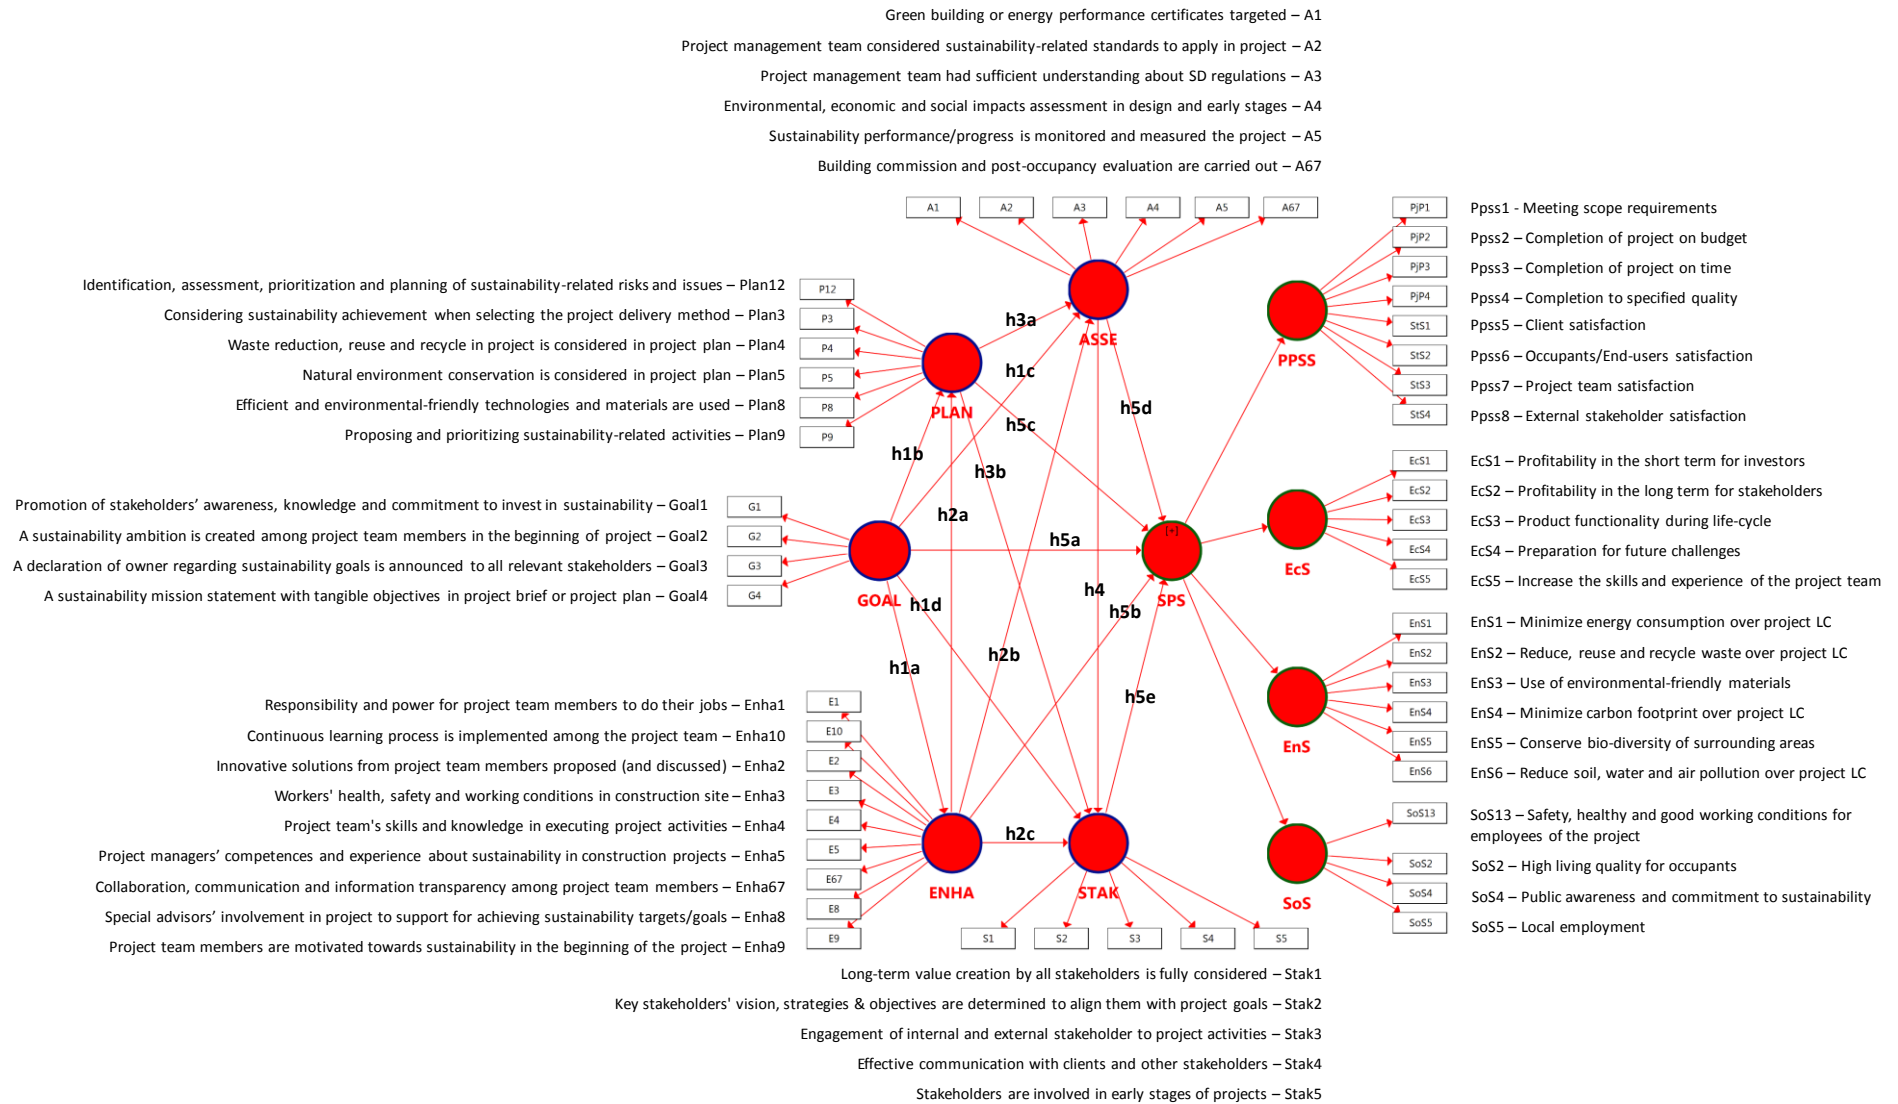 Green building or energy performance certificates targeted – A1
Project management team considered sustainability-related standards to apply in project – A2
Project management team had sufficient understanding about SD regulations – A3
Environmental, economic and social impacts assessment in design and early stages – A4
Sustainability performance/progress is monitored and measured the project – A5
Building commission and post-occupancy evaluation are carried out – A67
A1
A2
A3
A4
A5
A67
ASSE
Identification, assessment, prioritization and planning of sustainability-related risks and issues – Plan12
Considering sustainability achievement when selecting the project delivery method – Plan3
Waste reduction, reuse and recycle in project is considered in project plan – Plan4
Natural environment conservation is considered in project plan – Plan5
Efficient and environmental-friendly technologies and materials are used – Plan8
Proposing and prioritizing sustainability-related activities – Plan9
P12
P3
P4
P5
P8
P9
PLAN
Promotion of stakeholders' awareness, knowledge and commitment to invest in sustainability – Goal1
A sustainability ambition is created among project team members in the beginning of project – Goal2
A declaration of owner regarding sustainability goals is announced to all relevant stakeholders – Goal3
A sustainability mission statement with tangible objectives in project brief or project plan – Goal4
G1
G2
G3
G4
GOAL
Responsibility and power for project team members to do their jobs – Enha1
Continuous learning process is implemented among the project team – Enha10
Innovative solutions from project team members proposed (and discussed) – Enha2
Workers' health, safety and working conditions in construction site – Enha3
Project team's skills and knowledge in executing project activities – Enha4
Project managers' competences and experience about sustainability in construction projects – Enha5
Collaboration, communication and information transparency among project team members – Enha67
Special advisors' involvement in project to support for achieving sustainability targets/goals – Enha8
Project team members are motivated towards sustainability in the beginning of the project – Enha9
E1
E10
E2
E3
E4
E5
E67
E8
E9
ENHA
h3a
h1c
h5c
h5d
h1b
h3b
h2a
h5a
h4
h5b
h1d
h1a
h2b
h5e
h2c
[+]
SPS
STAK
S1
S2
S3
S4
S5
Long-term value creation by all stakeholders is fully considered – Stak1
Key stakeholders' vision, strategies & objectives are determined to align them with project goals – Stak2
Engagement of internal and external stakeholder to project activities – Stak3
Effective communication with clients and other stakeholders – Stak4
Stakeholders are involved in early stages of projects – Stak5
PPSS
PjP1
PjP2
PjP3
PjP4
StS1
StS2
StS3
StS4
Ppss1 - Meeting scope requirements
Ppss2 – Completion of project on budget
Ppss3 – Completion of project on time
Ppss4 – Completion to specified quality
Ppss5 – Client satisfaction
Ppss6 – Occupants/End-users satisfaction
Ppss7 – Project team satisfaction
Ppss8 – External stakeholder satisfaction
EcS
EcS1
EcS2
EcS3
EcS4
EcS5
EcS1 – Profitability in the short term for investors
EcS2 – Profitability in the long term for stakeholders
EcS3 – Product functionality during life-cycle
EcS4 – Preparation for future challenges
EcS5 – Increase the skills and experience of the project team
EnS
EnS1
EnS2
EnS3
EnS4
EnS5
EnS6
EnS1 – Minimize energy consumption over project LC
EnS2 – Reduce, reuse and recycle waste over project LC
EnS3 – Use of environmental-friendly materials
EnS4 – Minimize carbon footprint over project LC
EnS5 – Conserve bio-diversity of surrounding areas
EnS6 – Reduce soil, water and air pollution over project LC
SoS
SoS13
SoS2
SoS4
SoS5
SoS13 – Safety, healthy and good working conditions for
employees of the project
SoS2 – High living quality for occupants
SoS4 – Public awareness and commitment to sustainability
SoS5 – Local employment